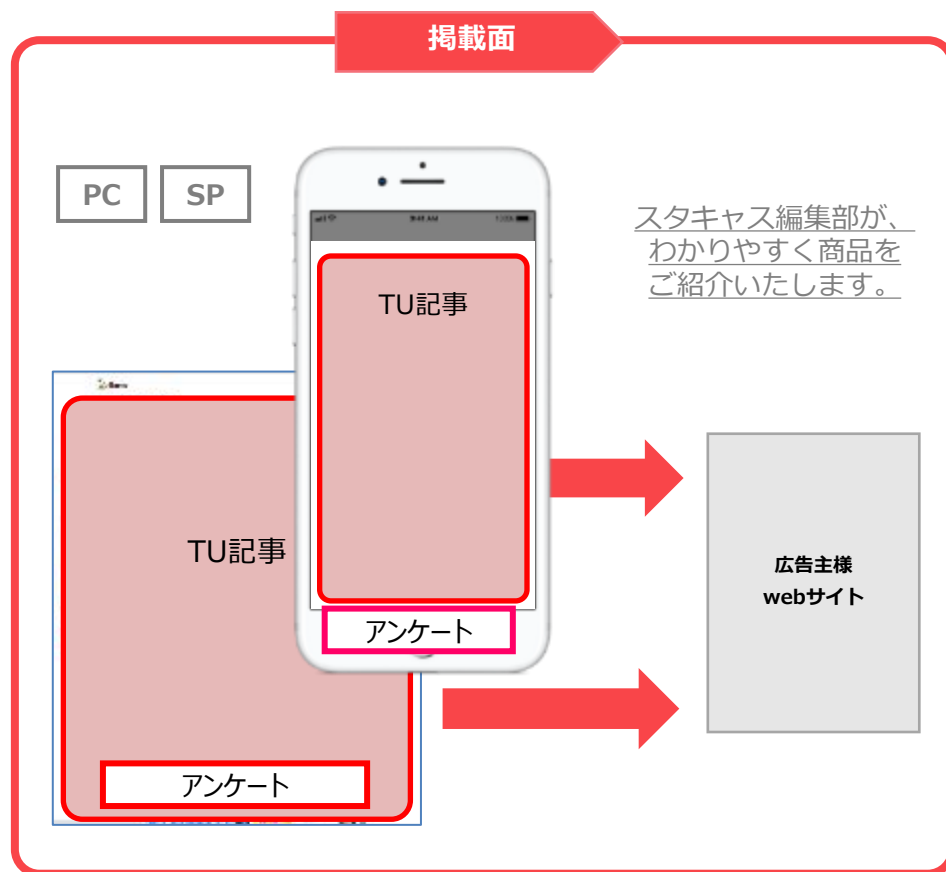 掲載面
PC
SP
スタキャス編集部が、
わかりやすく商品を
ご紹介いたします。
TU記事
アンケート
TU記事
アンケート
広告主様
webサイト